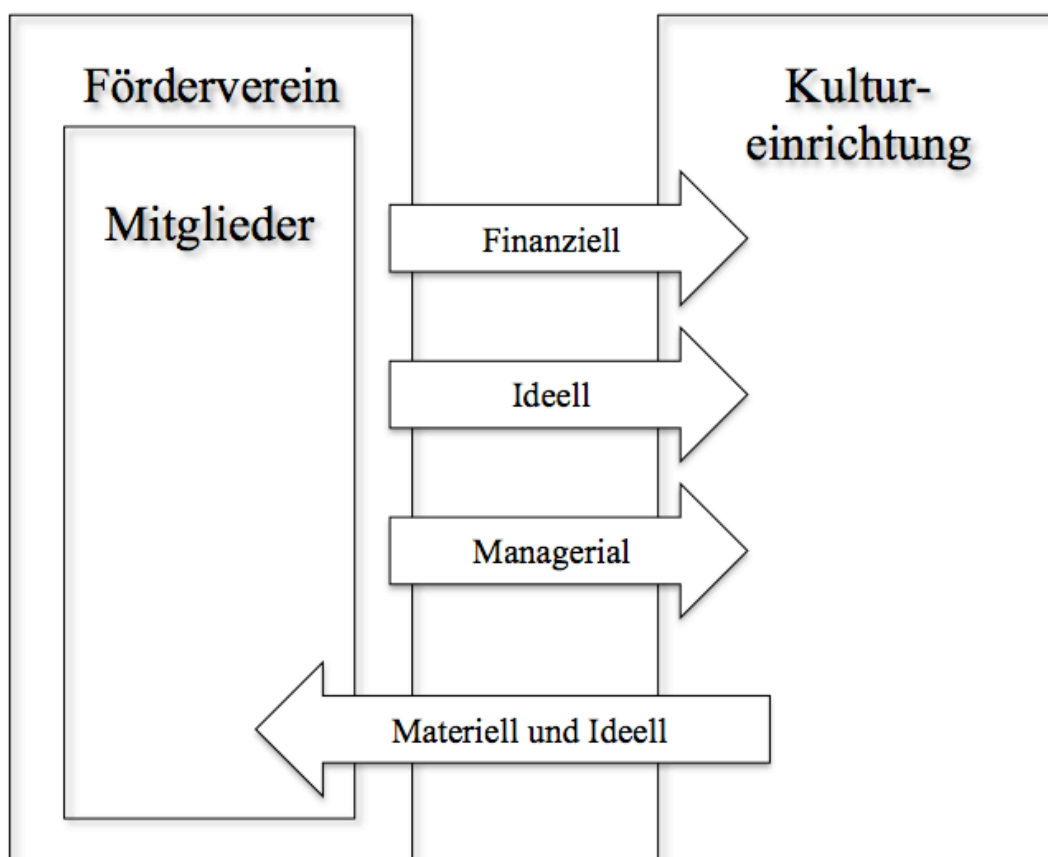 Förderverein
Kultur-
einrichtung
Mitglieder
Finanziell
Ideell
Managerial
Materiell und Ideell